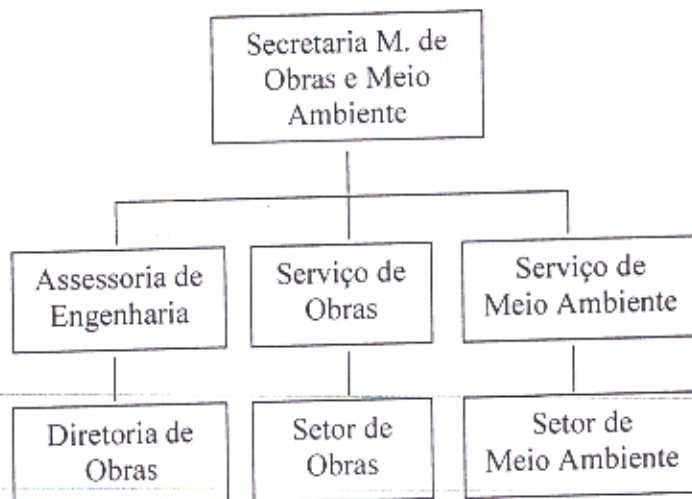 Secretaria M. de
Obras e Meio
Ambiente
Assessoria de
Engenharia
Serviço de
Obras
Serviço de
Meio Ambiente
Diretoria de
Obras
Setor de
Obras
Setor de
Meio Ambiente